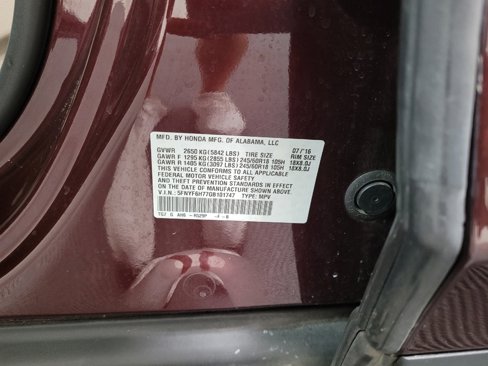 MFD. BY HONDA MFG. OF ALABAMA, LLC 07/'16
GVWR 2650 KG(5842 LBS) TIRE SIZE RIM SIZE
GAWR F 1295 KG(2855 LBS) 245/60R18 105H 18X8.0J
GAWR R 1405 KG(3097 LBS) 245/60R18 105H 18X8.0J
THIS VEHICLE CONFORMS TO ALL APPLICABLE
FEDERAL MOTOR VEHICLE SAFETY
AND THEFT PREVENTION STANDARDS IN
EFFECT ON THE DATE OF MANUFACTURE SHOWN ABOVE.
V.I.N.: 5FNYF6H77GB101747 TYPE: MPV